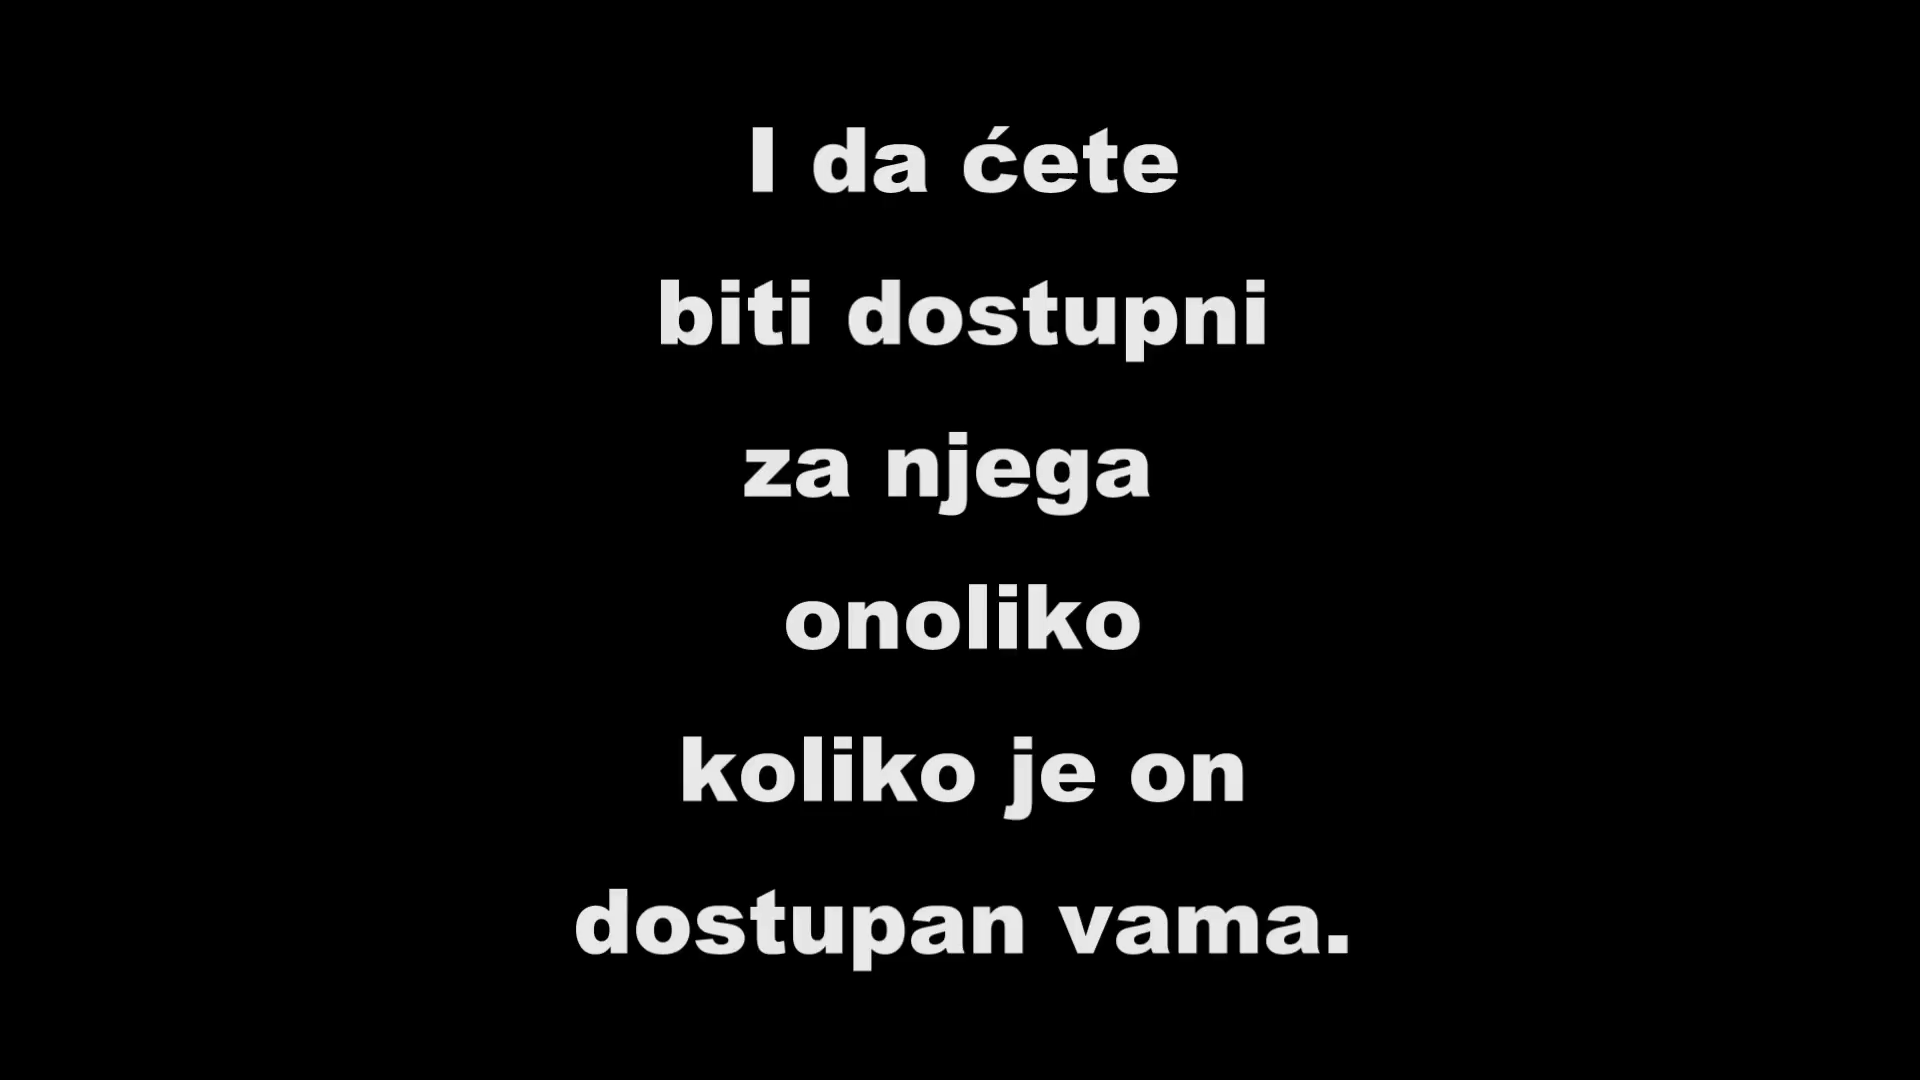 I da ćete
biti dostupni
za njega
onoliko
koliko je on
dostupan vama.